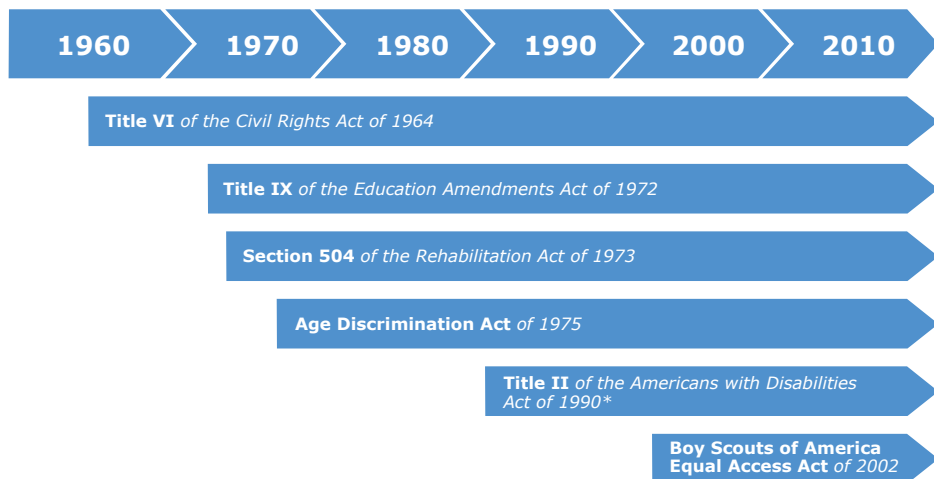 1960 1970 1980 1990 2000 2010
Title VI of the Civil Rights Act of 1964
Title IX of the Education Amendments Act of 1972
Section 504 of the Rehabilitation Act of 1973
Age Discrimination Act of 1975
Title II of the Americans with Disabilities
Act of 1990*
Boy Scouts of America
Equal Access Act of 2002